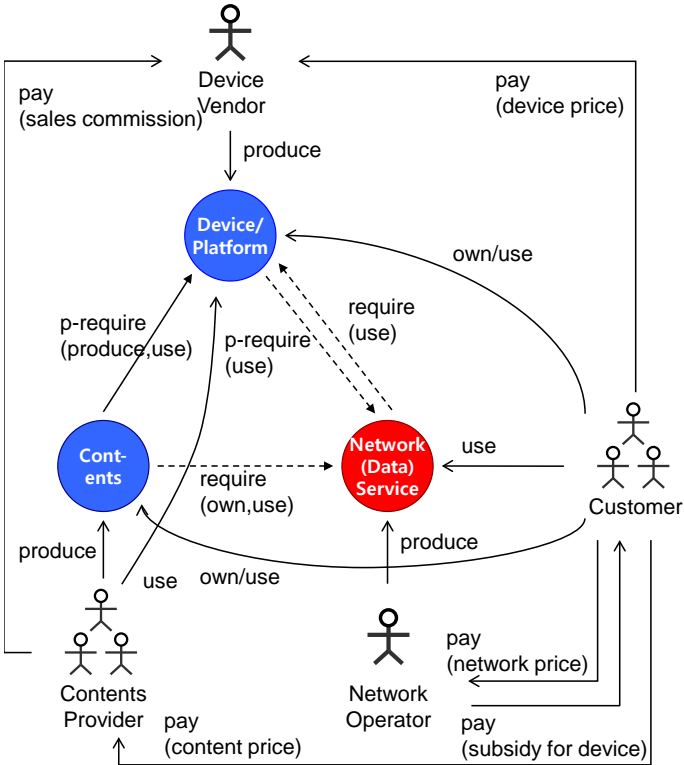 Device
Vendor
pay
(sales commission)
pay
(device price)
produce
Device/
Platform
own/use
p-require
(produce,use)
p-require
(use)
require
(use)
Cont-
ents
require
(own,use)
Network
(Data)
Service
use
Customer
produce
use
own/use
produce
Contents
Provider
Network
Operator
pay
(network price)
pay
(content price)
pay
(subsidy for device)